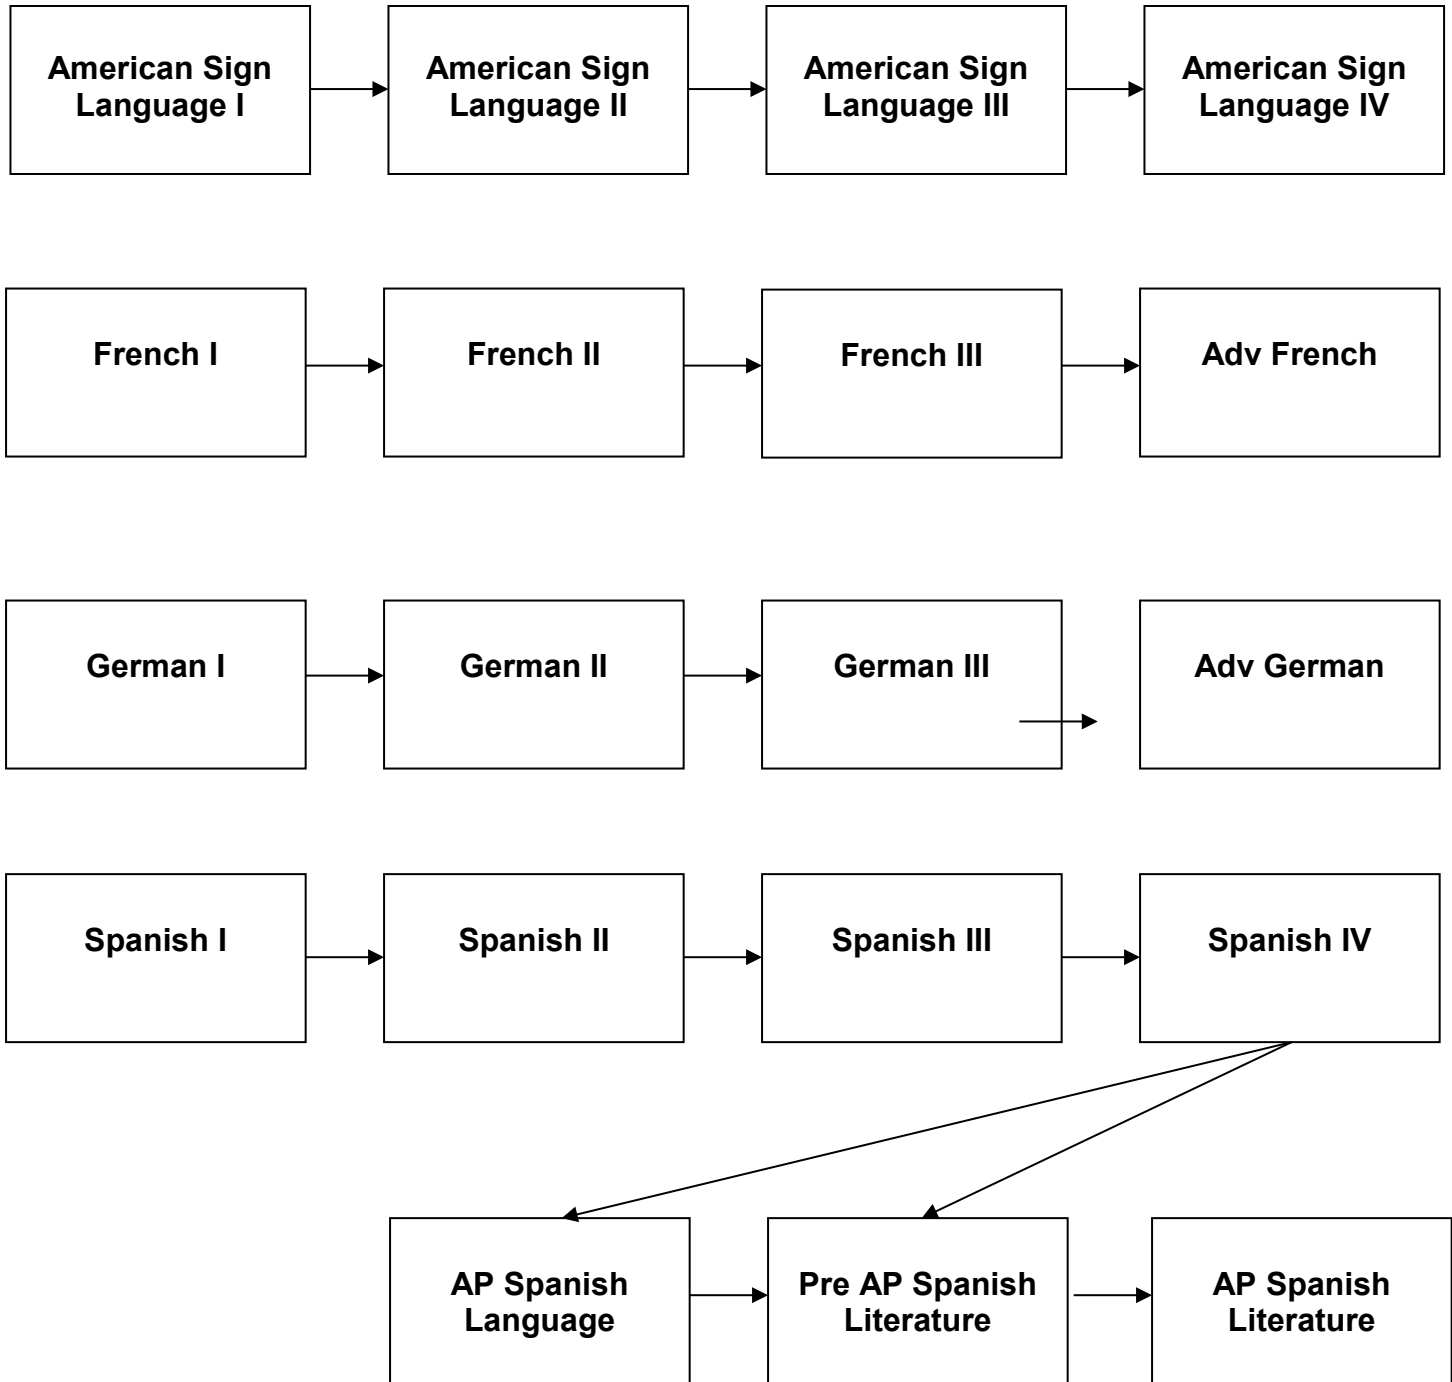 American Sign
Language I
American Sign
Language II
American Sign
Language III
American Sign
Language IV
French I
French II
French III
Adv French
German I
German II
German III
Adv German
Spanish I
Spanish II
Spanish III
Spanish IV
AP Spanish
Language
Pre AP Spanish
Literature
AP Spanish
Literature